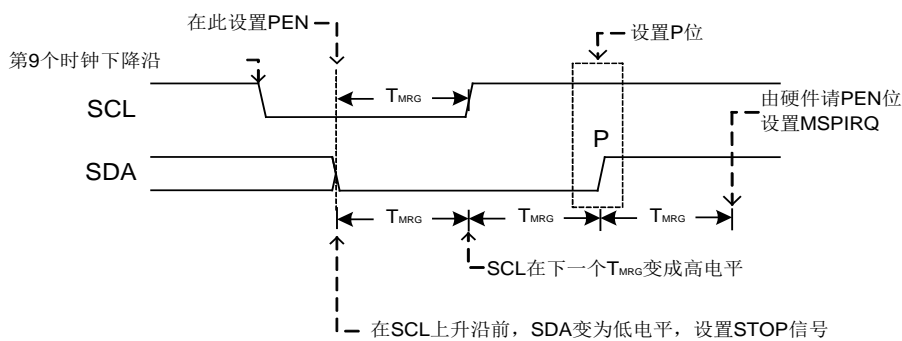 在此设置PEN
设置P位
第9个时钟下降沿
TMRG
由硬件请PEN位
设置MSPIRQ
SCL
P
SDA
TMRG
TMRG
TMRG
SCL在下一个TMRG变成高电平
在SCL上升沿前，SDA变为低电平，设置STOP信号